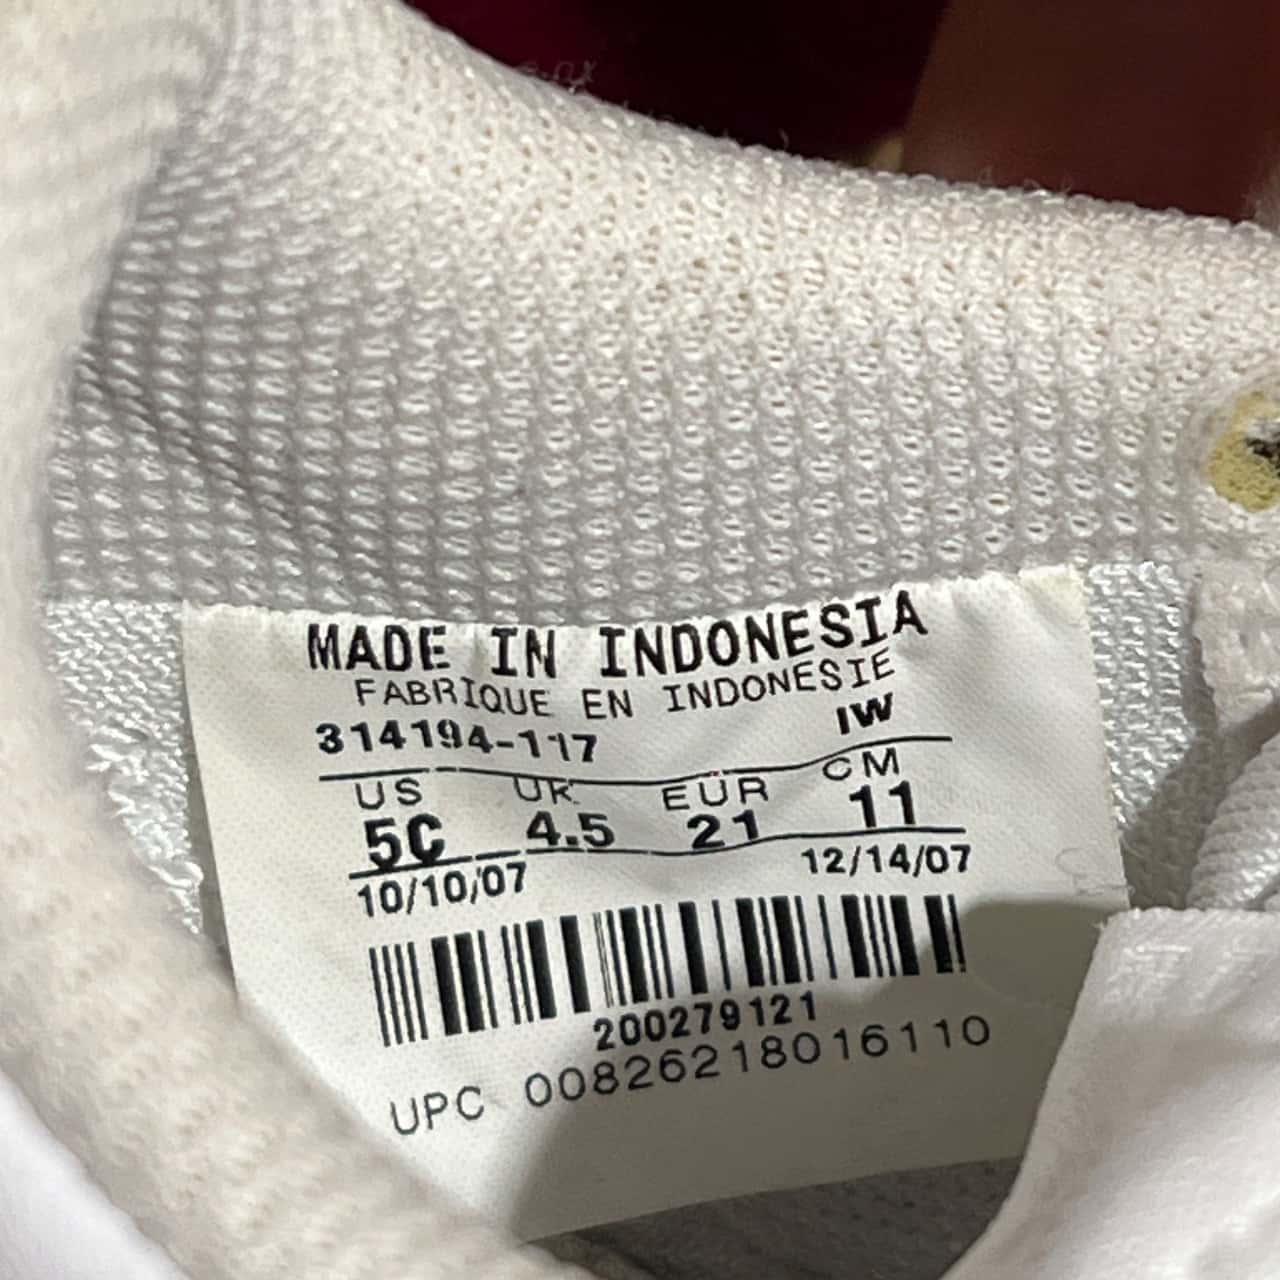 MADE IN INDONESIA
FABRIQUE EN INDONESIE
314194-117 IW
US UK EUR CM
5C 4.5 21 11
10/10/07 12/14/07
200279121
UPC 00826218016110